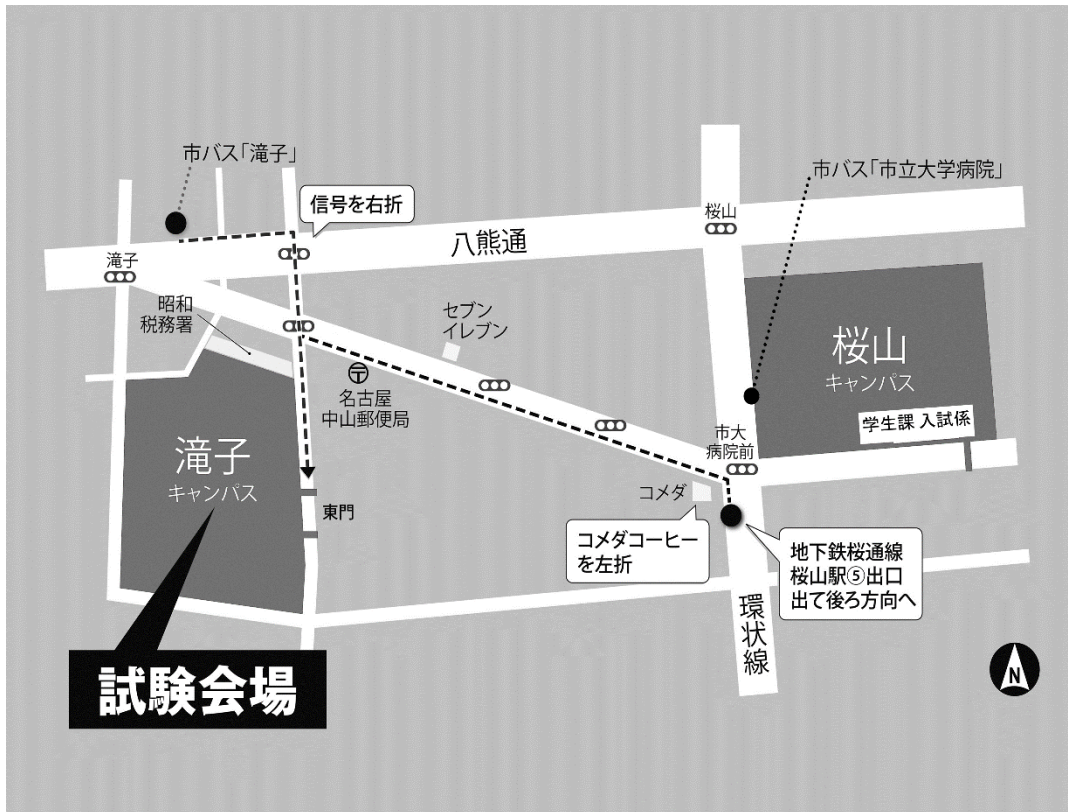 市バス「滝子」
市バス「市立大学病院」
信号を右折
桜山
八熊通
滝子
昭和
税務署
セブン
イレブン
桜山
キャンパス
〒
名古屋
中山郵便局
学生課 入試係
市大
病院前
滝子
キャンパス
コメダ
東門
コメダコーヒー
を左折
地下鉄桜通線
桜山駅⑤出口
出て後ろ方向へ
環状線
試験会場
N